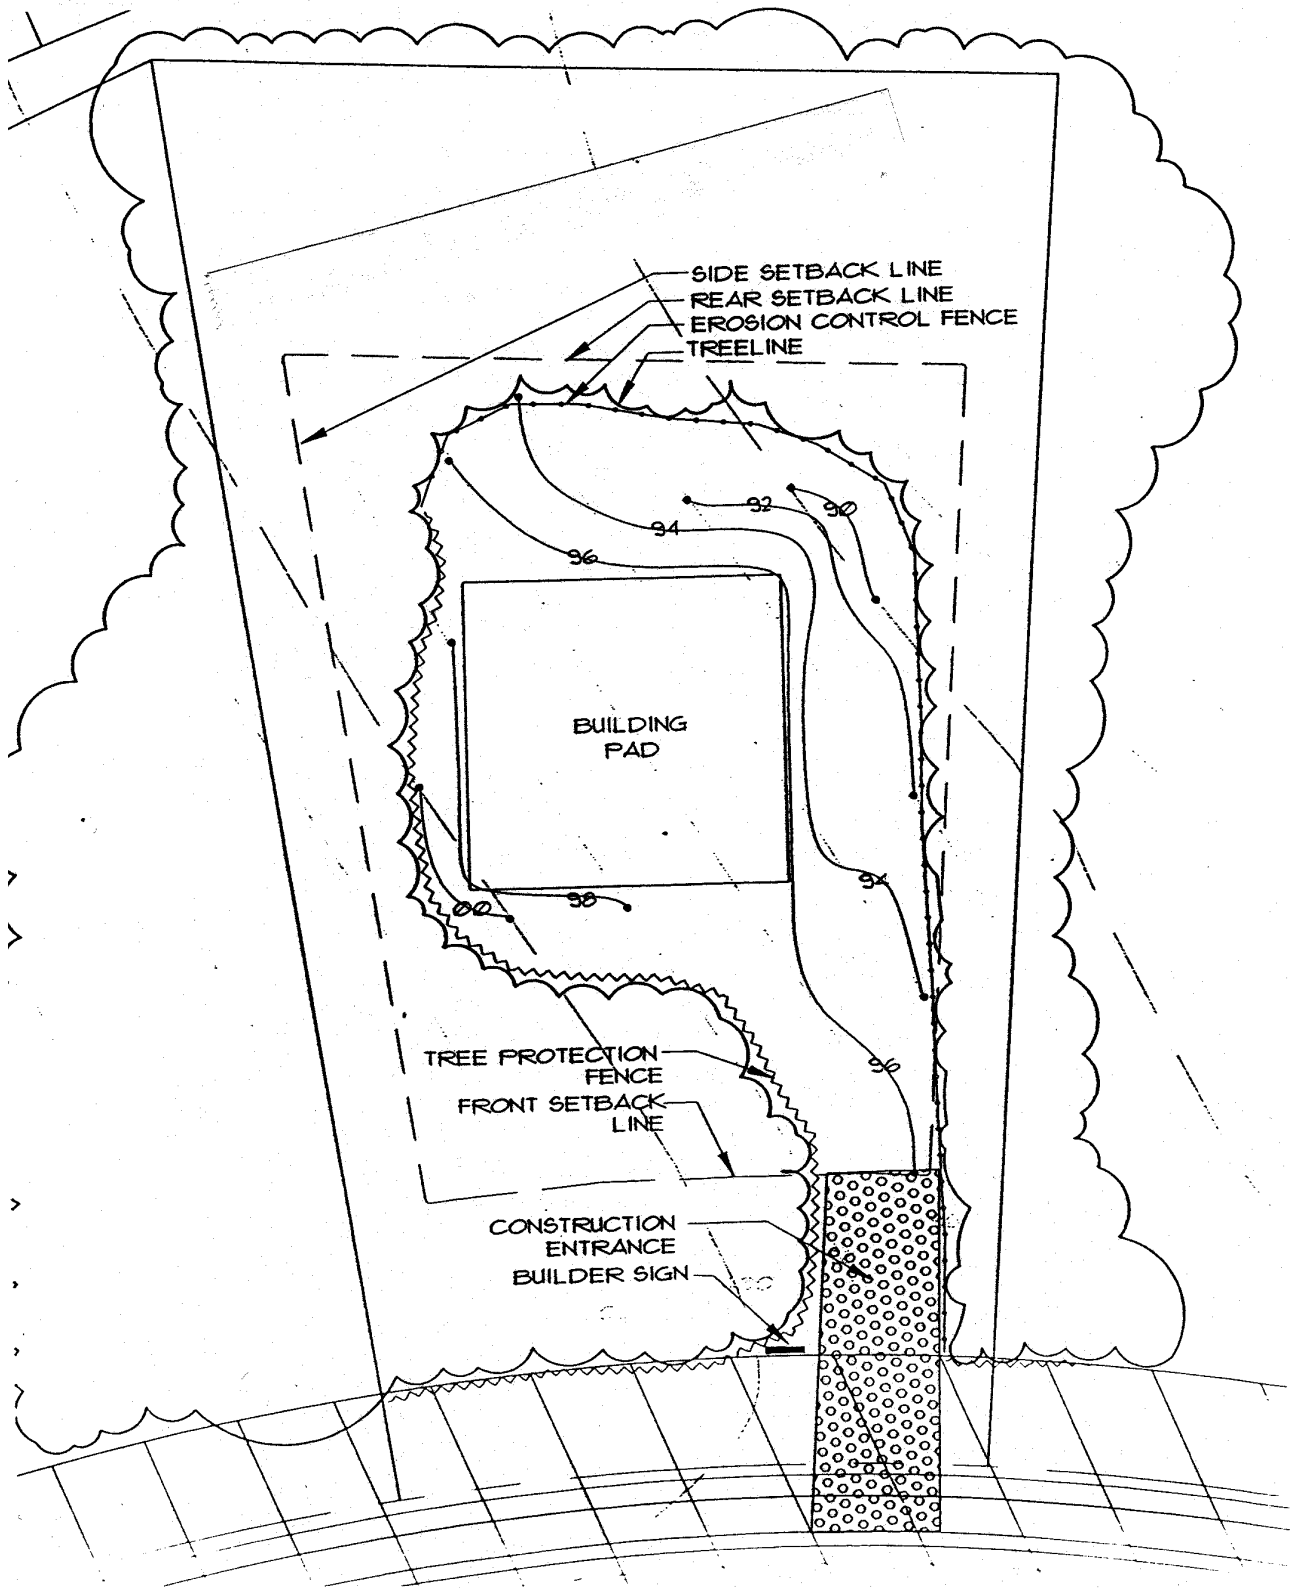 SIDE SETBACK LINE
REAR SETBACK LINE
EROSION CONTROL FENCE
TREELINE
92
90
94
96
BUILDING
PAD
94
98
00
96
TREE PROTECTION
FENCE
FRONT SETBACK
LINE
CONSTRUCTION
ENTRANCE
BUILDER SIGN